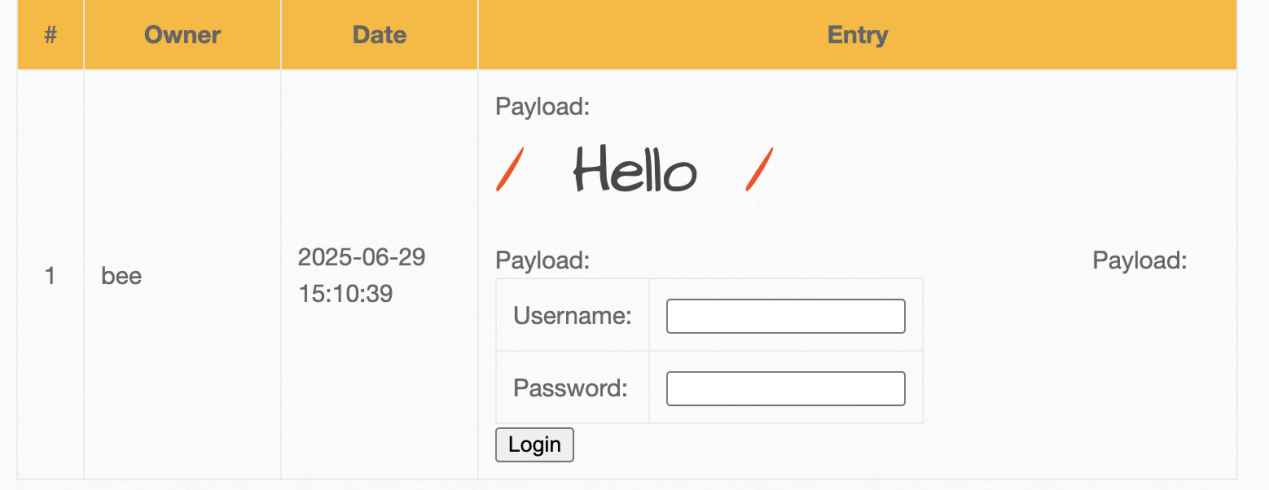 # Owner Date Entry
Payload:
/ Hello /
Payload: Payload:
1 bee 2025-06-29
15:10:39
Username:
Password:
Login